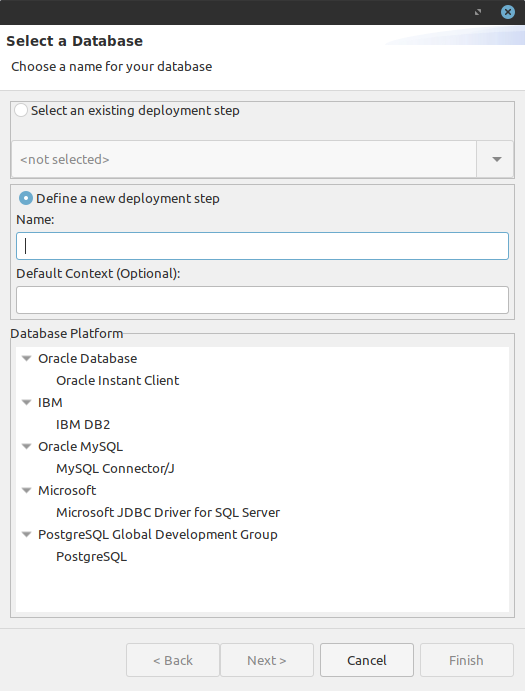 Select a Database
Choose a name for your database
Select an existing deployment step
<not selected>
Define a new deployment step
Name:
Default Context (Optional):
Database Platform
Oracle Database
Oracle Instant Client
IBM
IBM DB2
Oracle MySQL
MySQL Connector/J
Microsoft
Microsoft JDBC Driver for SQL Server
PostgreSQL Global Development Group
PostgreSQL
< Back
Next >
Cancel
Finish